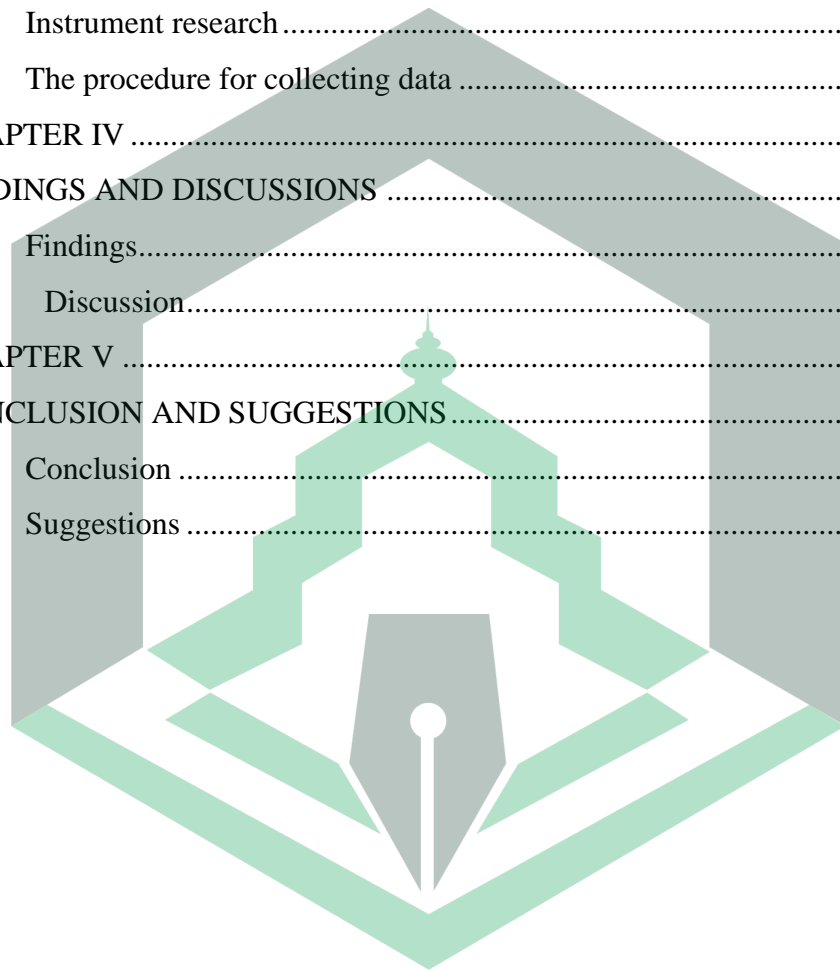 Instrument research ........................................................................
The procedure for collecting data ................................................
APTER IV ............................................................................................
DINGS AND DISCUSSIONS .........................................................
Findings..........................................................................................
Discussion.....................................................................................
APTER V .............................................................................................
NCLUSION AND SUGGESTIONS.................................................
Conclusion .....................................................................................
Suggestions ....................................................................................